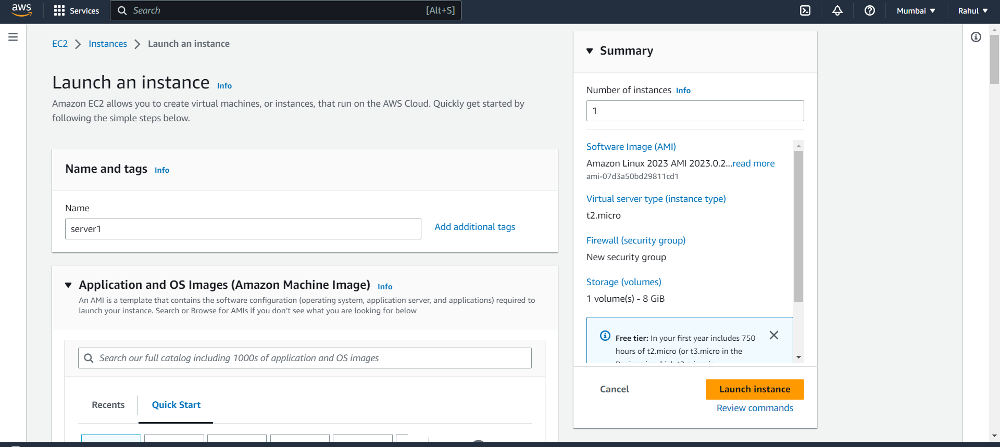 aws
Services
Search
[Alt+S]
Mumbai
Rahul
EC2
Instances
Launch an instance
Launch an instance Info
Amazon EC2 allows you to create virtual machines, or instances, that run on the AWS Cloud. Quickly get started by
following the simple steps below.
Name and tags Info
Name
server1
Add additional tags
Application and OS Images (Amazon Machine Image) Info
An AMI is a template that contains the software configuration (operating system, application server, and applications) required to
launch your instance. Search or Browse for AMIs if you don't see what you are looking for below
Search our full catalog including 1000s of application and OS images
Recents
Quick Start
Summary
Number of instances Info
1
Software Image (AMI)
Amazon Linux 2023 AMI 2023.0.2...read more
ami-07d3a50bd29811cd1
Virtual server type (instance type)
t2.micro
Firewall (security group)
New security group
Storage (volumes)
1 volume(s) - 8 GiB
Free tier: In your first year includes 750
hours of t2.micro (or t3.micro in the
Regions in which t2.micro is
Cancel
Launch instance
Review commands